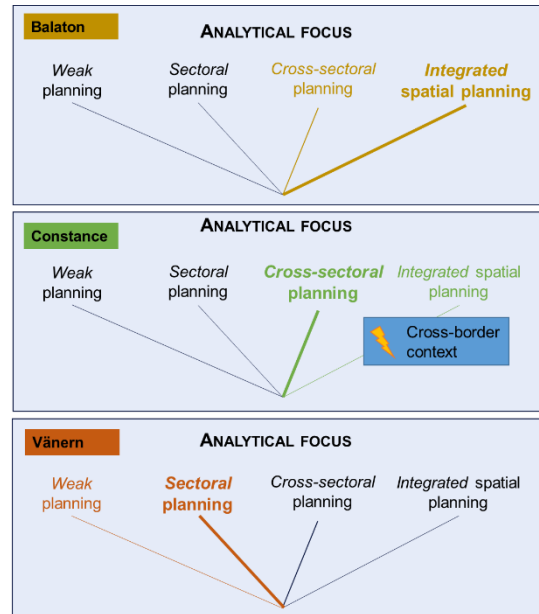 Balaton
ANALYTICAL FOCUS
Weak
planning
Sectoral
planning
Cross-sectoral
planning
Integrated
spatial planning
Constance
ANALYTICAL FOCUS
Weak
planning
Sectoral
planning
Cross-sectoral
planning
Integrated spatial
planning
Cross-border
context
Vänern
ANALYTICAL FOCUS
Weak
planning
Sectoral
planning
Cross-sectoral
planning
Integrated spatial
planning